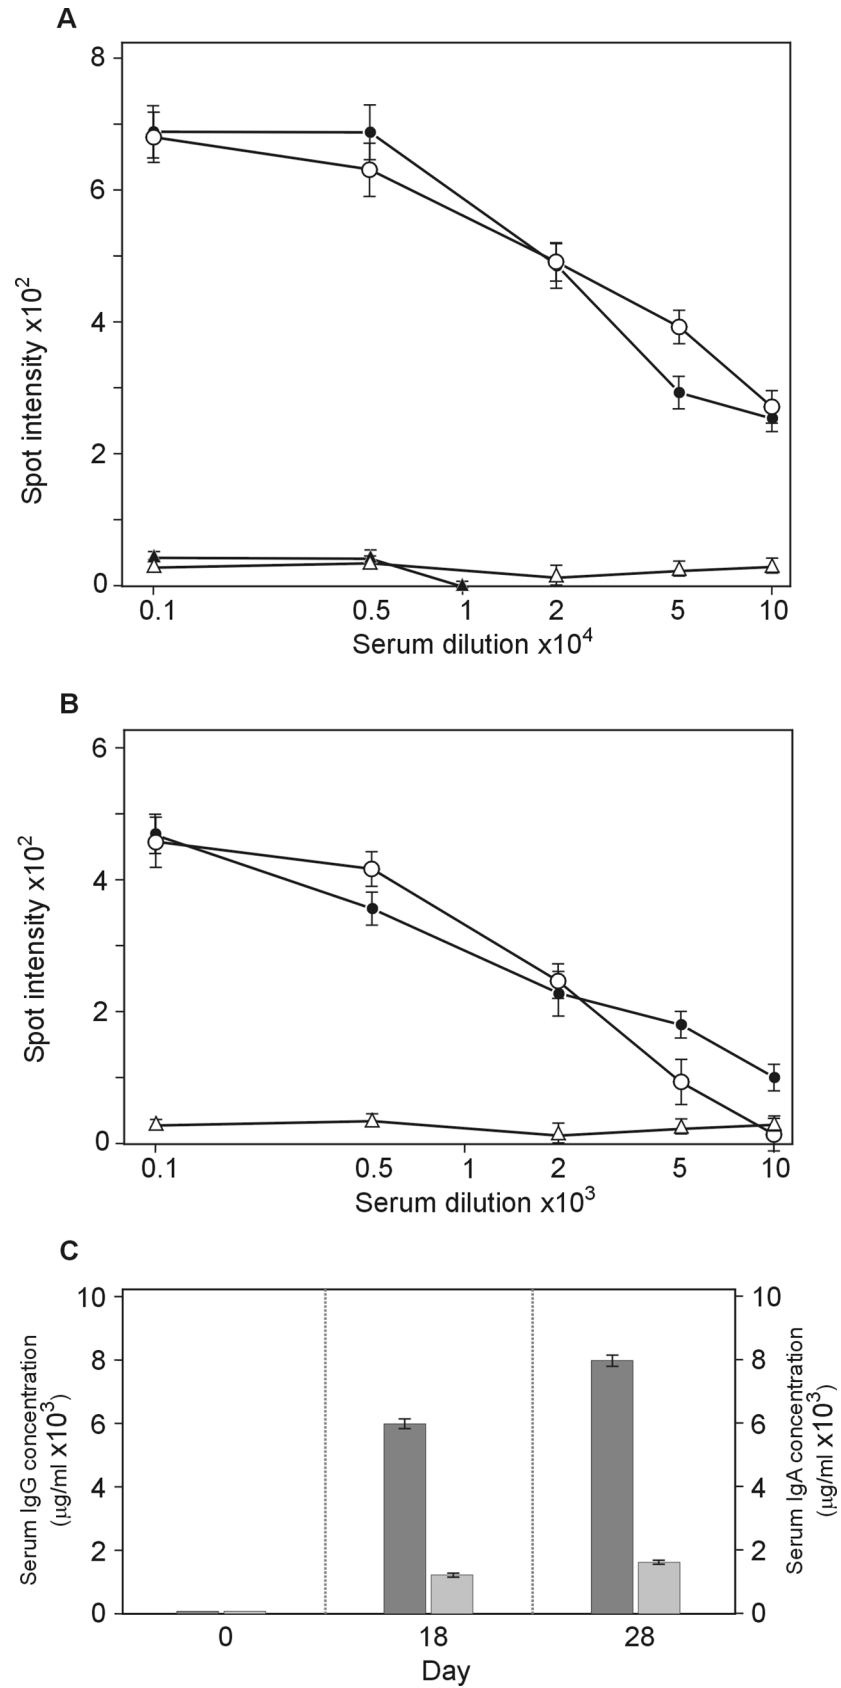 A
8
6
4
2
0
Spot intensity x10²
0.1 0.5 1 2 5 10
Serum dilution x10⁴
B
6
4
2
0
Spot intensity x10²
0.1 0.5 1 2 5 10
Serum dilution x10³
C
10 10
8 8
6 6
4 4
2 2
0 0
Serum IgG concentration
(μg/ml x10³)
Serum IgA concentration
(μg/ml x10³)
0 18 28
Day